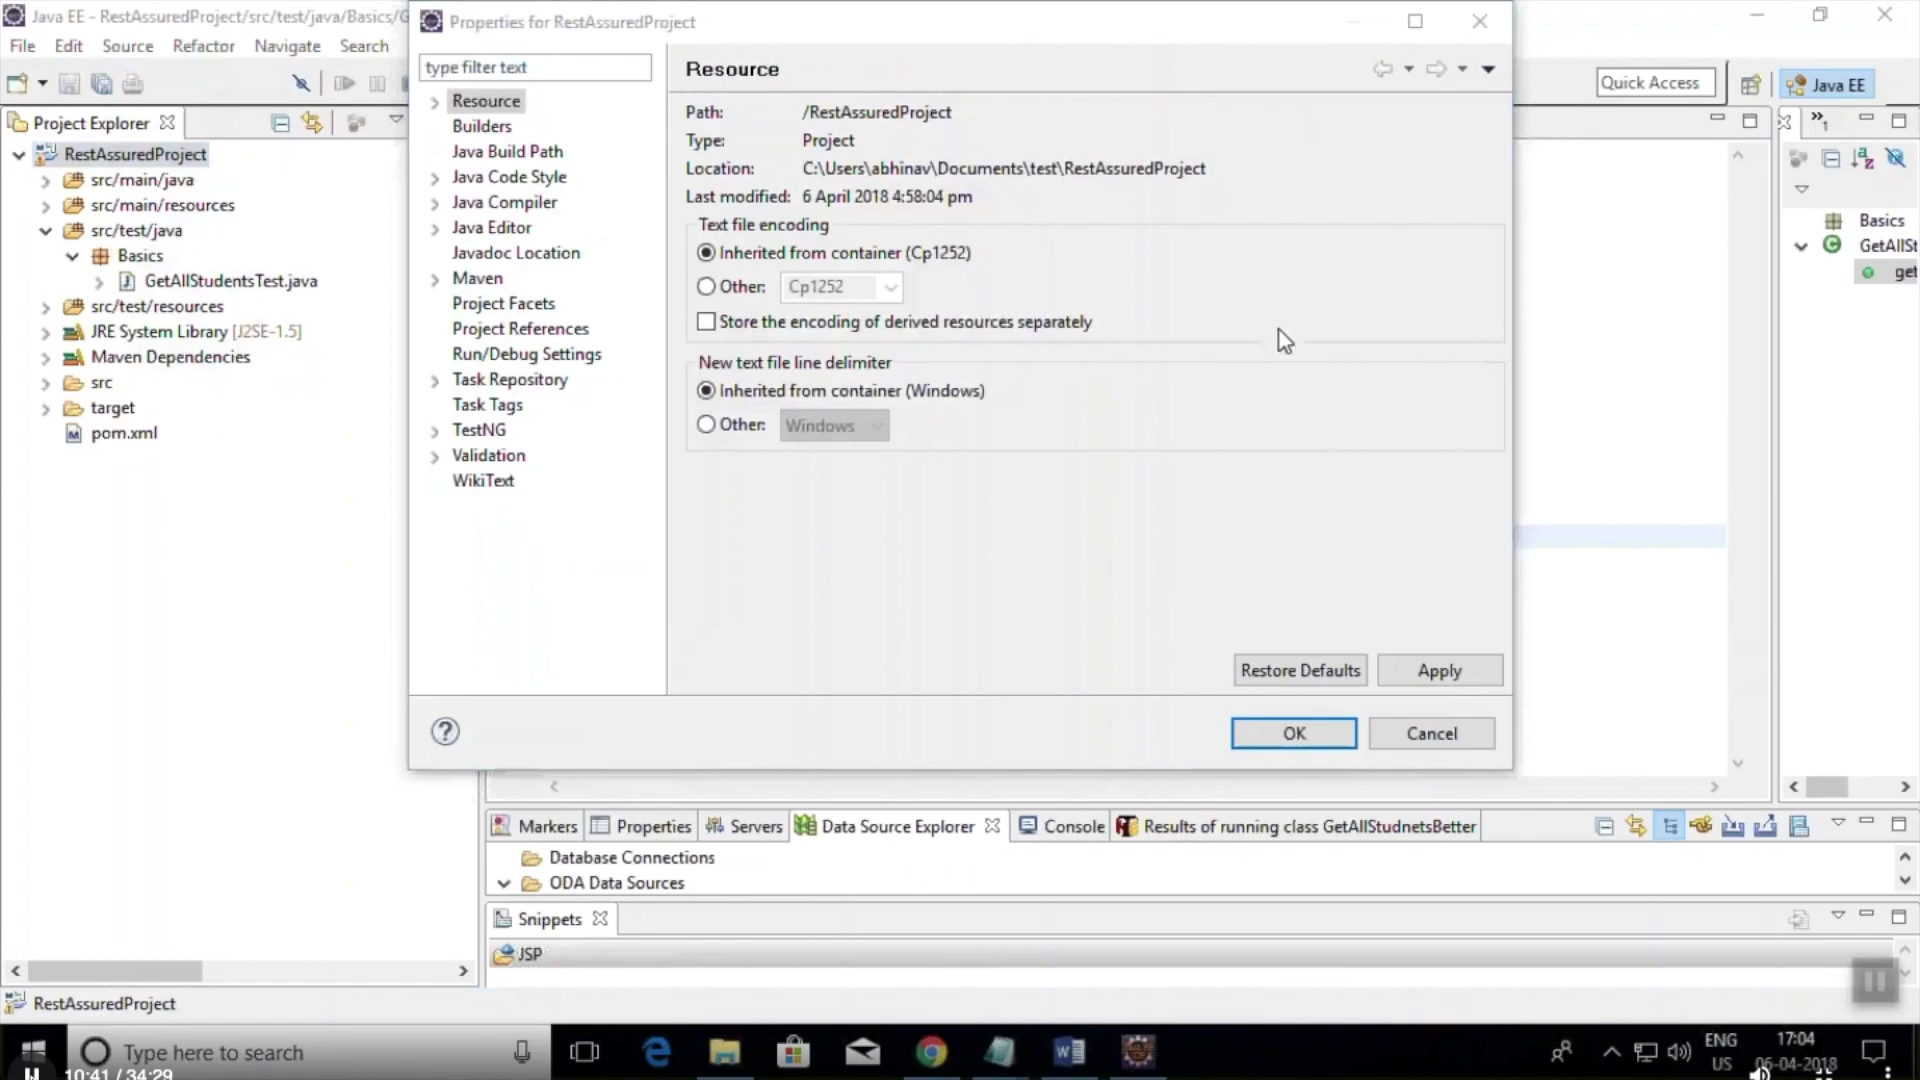 Java EE - RestAssuredProject/src/test/java/Basics/G
Properties for RestAssuredProject
File Edit Source Refactor Navigate Search
Quick Access
Java EE
Project Explorer
RestAssuredProject
src/main/java
src/main/resources
src/test/java
Basics
GetAllStudentsTest.java
src/test/resources
JRE System Library [J2SE-1.5]
Maven Dependencies
src
target
pom.xml
type filter text
Resource
Builders
Java Build Path
Java Code Style
Java Compiler
Java Editor
Javadoc Location
Maven
Project Facets
Project References
Run/Debug Settings
Task Repository
Task Tags
TestNG
Validation
WikiText
Resource
Path: /RestAssuredProject
Type: Project
Location: C:\Users\abhinav\Documents\test\RestAssuredProject
Last modified: 6 April 2018 4:58:04 pm
Text file encoding
Inherited from container (Cp1252)
Other: Cp1252
Store the encoding of derived resources separately
New text file line delimiter
Inherited from container (Windows)
Other: Windows
Restore Defaults Apply
OK Cancel
Basics
GetAllSt
get
Markers Properties Servers Data Source Explorer Console Results of running class GetAllStudnetsBetter
Database Connections
ODA Data Sources
Snippets
JSP
RestAssuredProject
Type here to search
ENG
US
17:04
06-04-2018
10:41 / 34:29